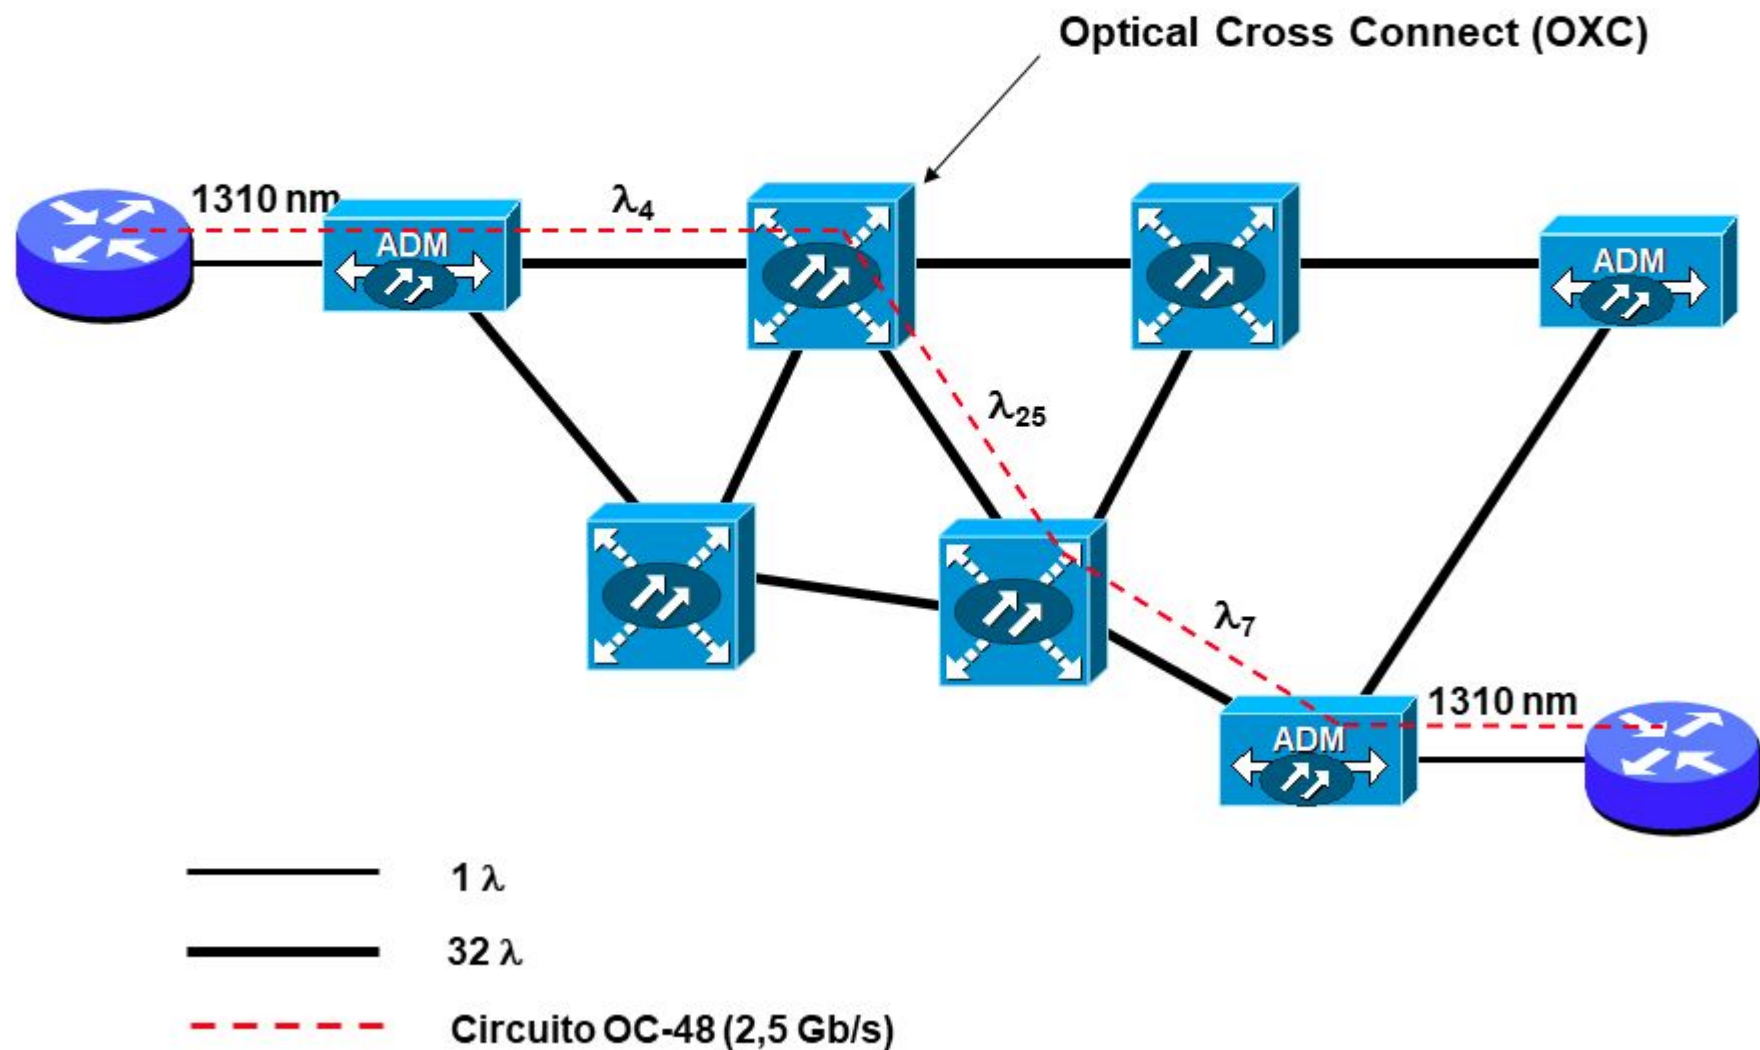 Optical Cross Connect (OXC)
1310 nm
λ4
ADM
ADM
λ25
λ7
1310 nm
ADM
1 λ
32 λ
Circuito OC-48 (2,5 Gb/s)